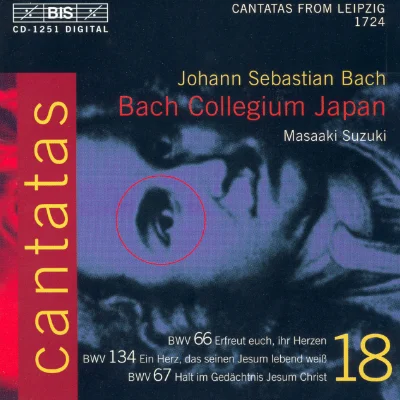 BIS
CD-1251 DIGITAL
CANTATAS FROM LEIPZIG
1724
Johann Sebastian Bach
Bach Collegium Japan
Masaaki Suzuki
cantatas
BWV 66 Erfreut euch, ihr Herzen
BWV 134 Ein Herz, das seinen Jesum lebend weiß
BWV 67 Halt im Gedächtnis Jesum Christ
18